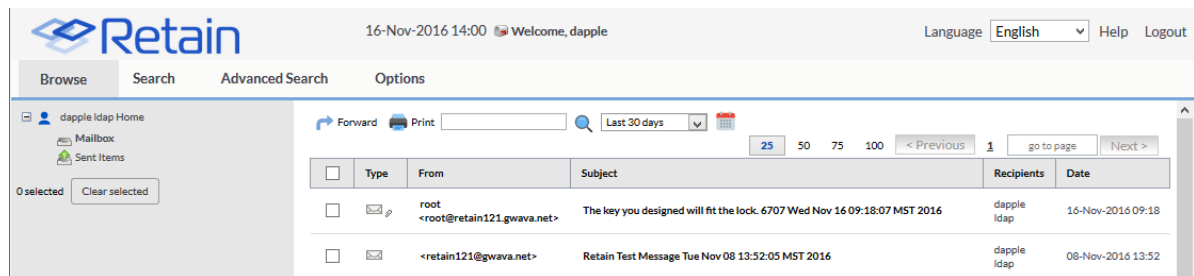 Retain
16-Nov-2016 14:00 Welcome, dapple
Language English Help Logout
Browse Search Advanced Search Options
dapple ldap Home
Mailbox
Sent Items
0 selected Clear selected
Forward Print Last 30 days
25 50 75 100 < Previous 1 go to page Next >
Type From Subject Recipients Date
root
<root@retain121.gwava.net>
The key you designed will fit the lock. 6707 Wed Nov 16 09:18:07 MST 2016
dapple
ldap
16-Nov-2016 09:18
<retain121@gwava.net>
Retain Test Message Tue Nov 08 13:52:05 MST 2016
dapple
ldap
08-Nov-2016 13:52